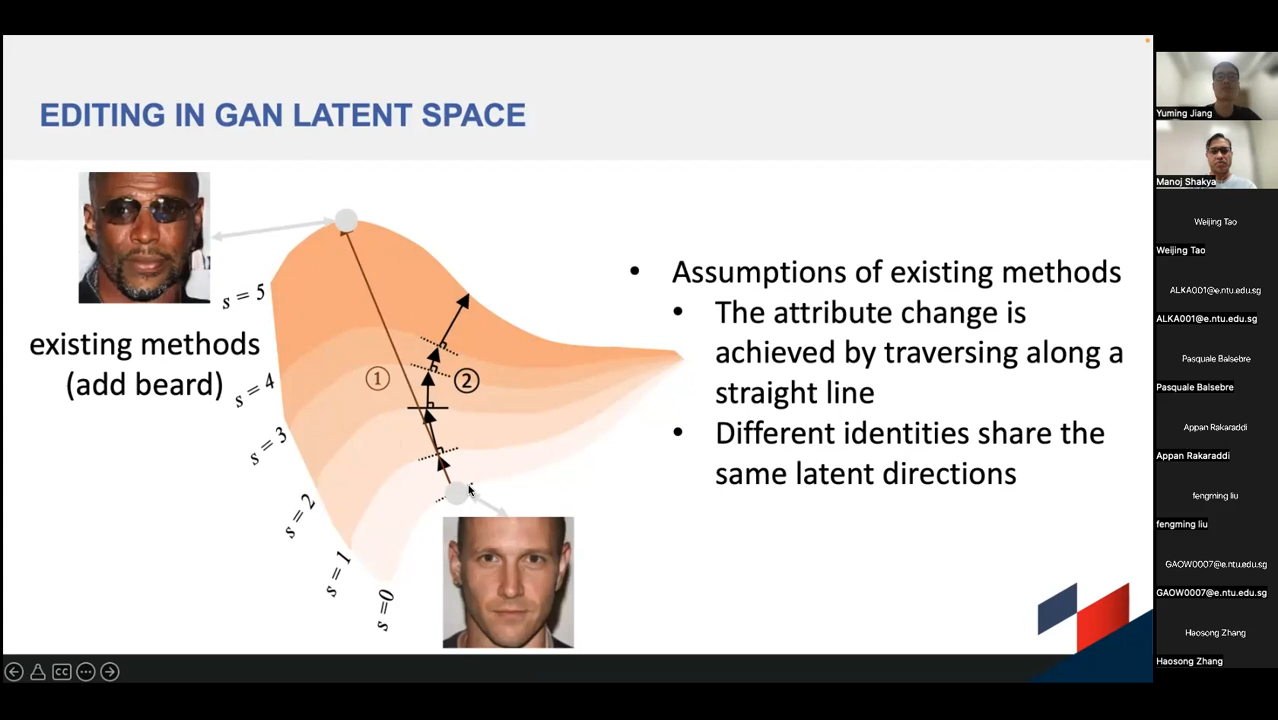 EDITING IN GAN LATENT SPACE
existing methods
(add beard)
s = 5
s = 4
s = 3
s = 2
s = 1
s=0
①
②
• Assumptions of existing methods
• The attribute change is
achieved by traversing along a
straight line
• Different identities share the
same latent directions
CC
Yuming Jiang
Manoj Shakya
Weijing Tao
Weijing Tao
ALKA001@e.ntu.edu.sg
ALKA001@e.ntu.edu.sg
Pasquale Balsebre
Pasquale Balsebre
Appan Rakaraddi
Appan Rakaraddi
fengming liu
fengming liu
GAOW0007@e.ntu.edu.sg
GAOW0007@e.ntu.edu.sg
Haosong Zhang
Haosong Zhang